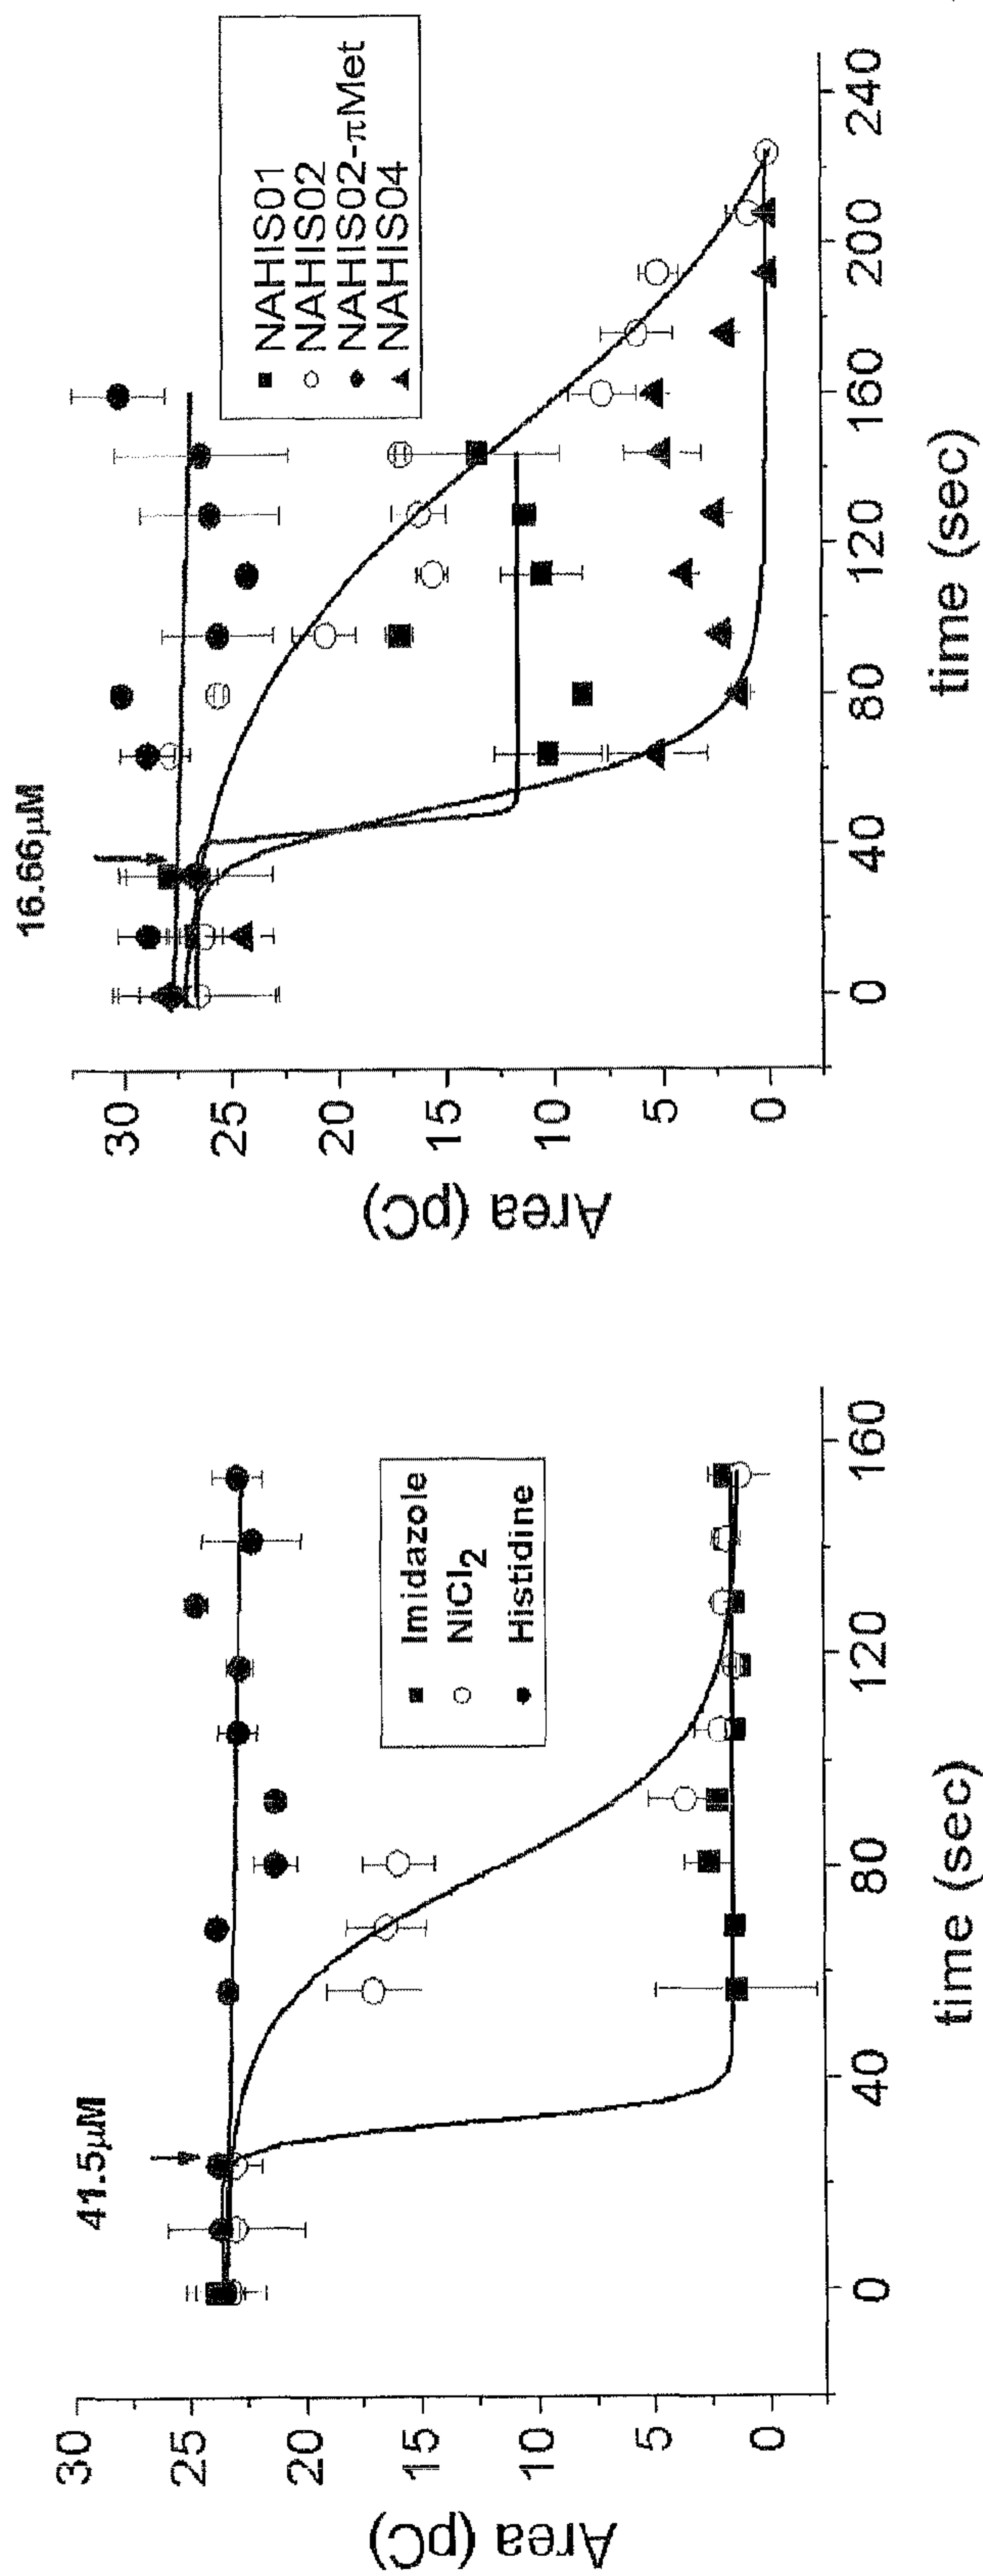 41.5µM
Area (pC)
30
25
20
15
10
5
0
Imidazole
NiCl2
Histidine
0
40
80
120
160
time (sec)
16.66µM
Area (pC)
30
25
20
15
10
5
0
NAHIS01
NAHIS02
NAHIS02-πMet
NAHIS04
0
40
80
120
160
200
240
time (sec)